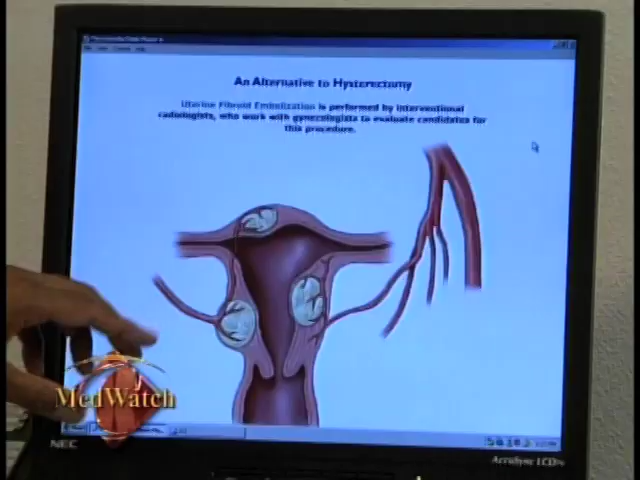 An Alternative to Hysterectomy
Uterine Fibroid Embolization is performed by interventional
radiologists, who work with gynecologists to evaluate candidates for
this procedure.
MedWatch
NEC
AccuSync LCD